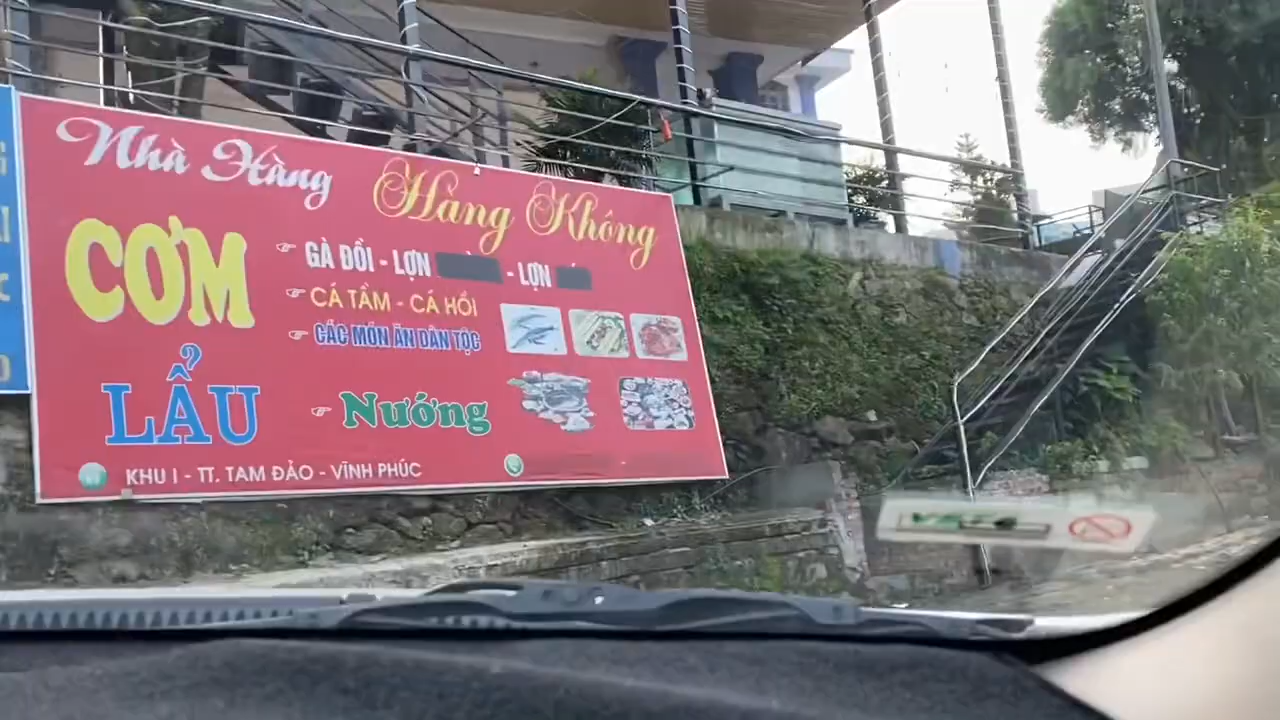 Nhà Hàng Hàng Không
CƠM
GÀ ĐỒI - LỢN - LỢN
CÁ TẦM - CÁ HỒI
CÁC MÓN ĂN DÂN TỘC
LẨU
Nướng
KHU I - TT. TAM ĐẢO - VĨNH PHÚC